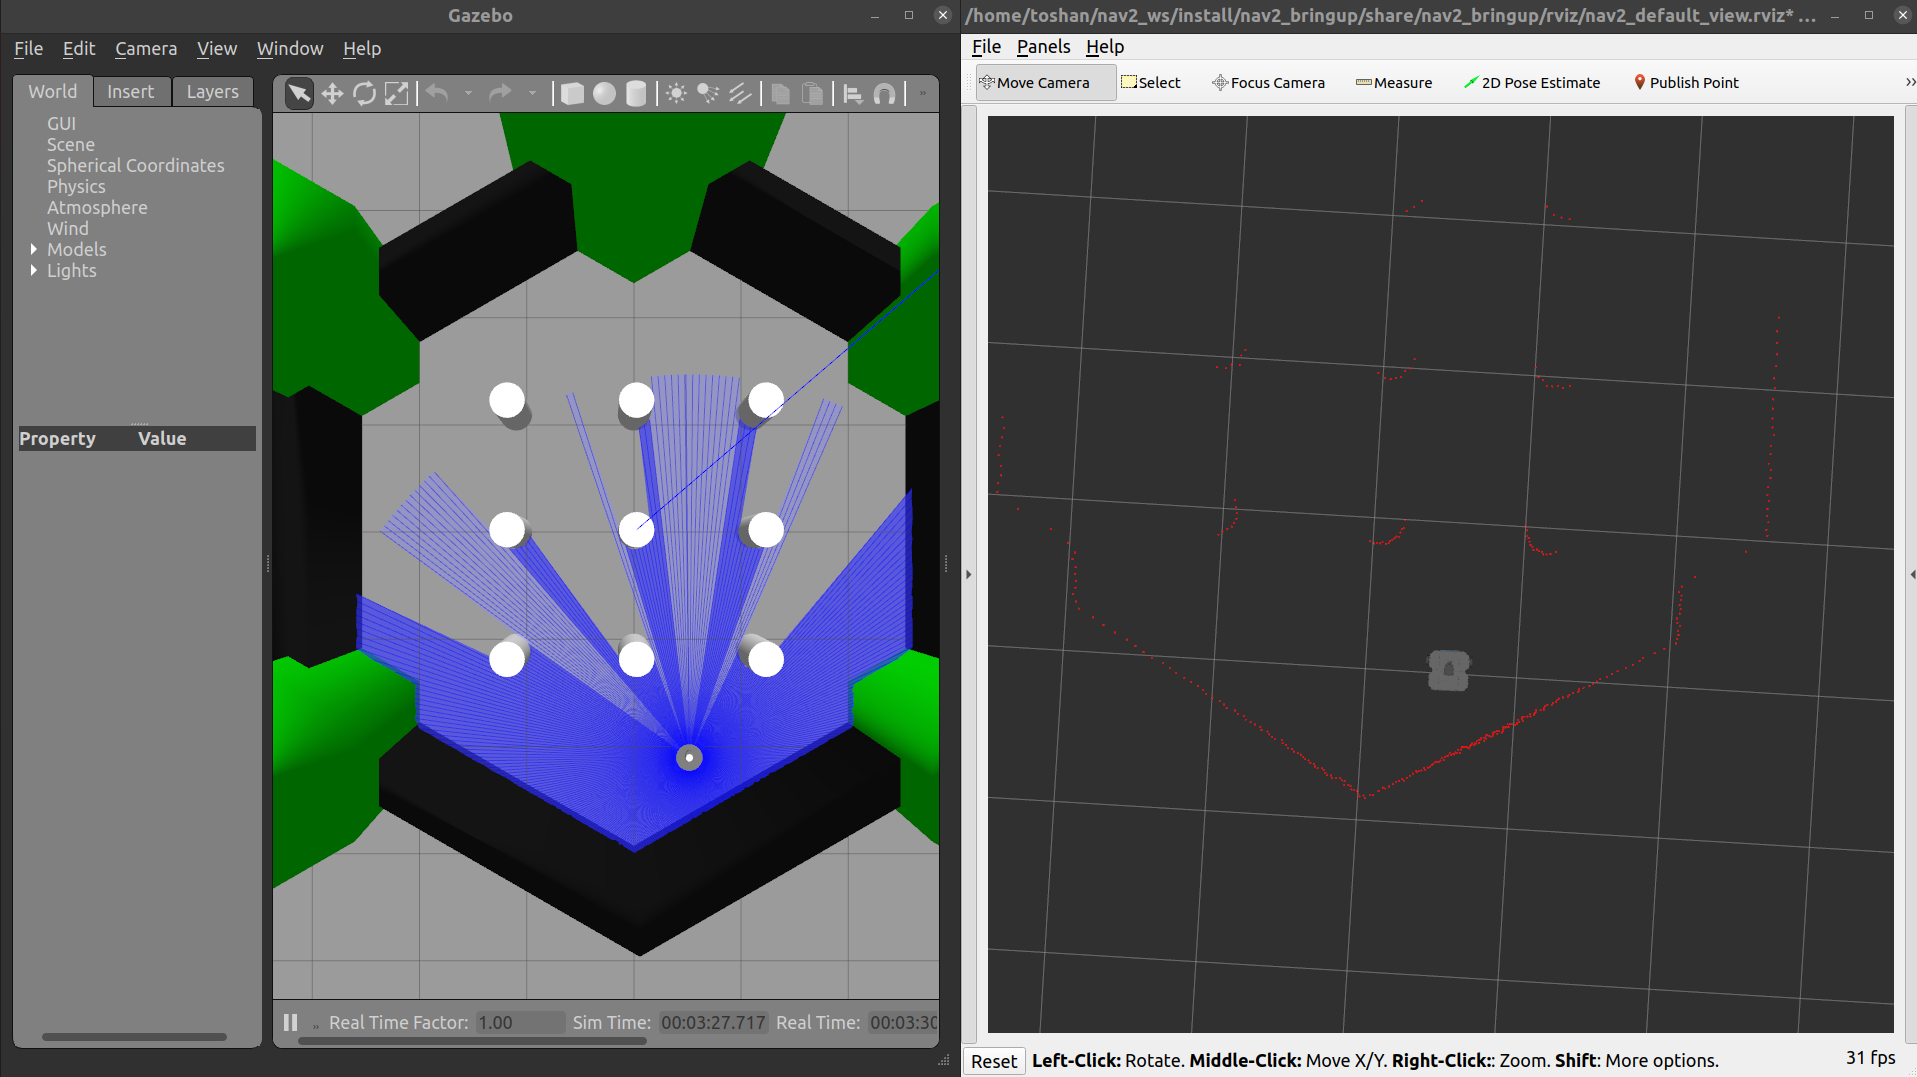 Gazebo
File Edit Camera View Window Help
World Insert Layers
GUI
Scene
Spherical Coordinates
Physics
Atmosphere
Wind
Models
Lights
Property Value
Real Time Factor: 1.00 Sim Time: 00:03:27.717 Real Time: 00:03:30
/home/toshan/nav2_ws/install/nav2_bringup/share/nav2_bringup/rviz/nav2_default_view.rviz* ...
File Panels Help
Move Camera Select Focus Camera Measure 2D Pose Estimate Publish Point
Reset Left-Click: Rotate. Middle-Click: Move X/Y. Right-Click:: Zoom. Shift: More options. 31 fps